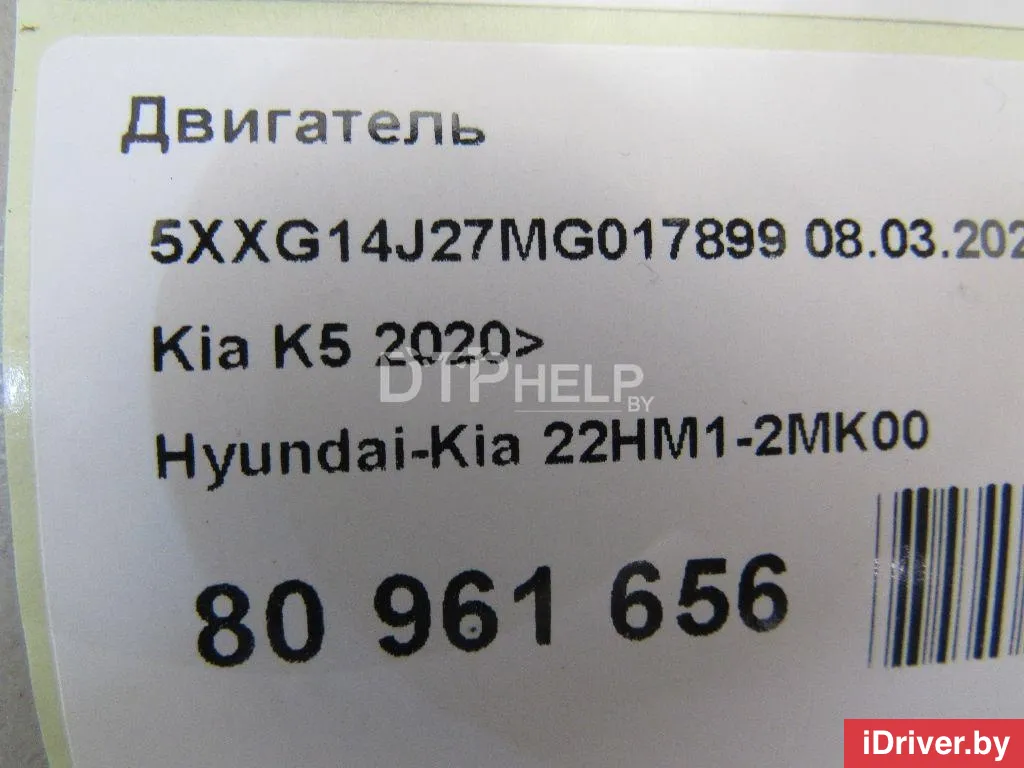 Двигатель
5XXG14J27MG017899 08.03.202
Kia K5 2020>
DTPHELP.BY
Hyundai-Kia 22HM1-2MK00
80 961 656
iDriver.by